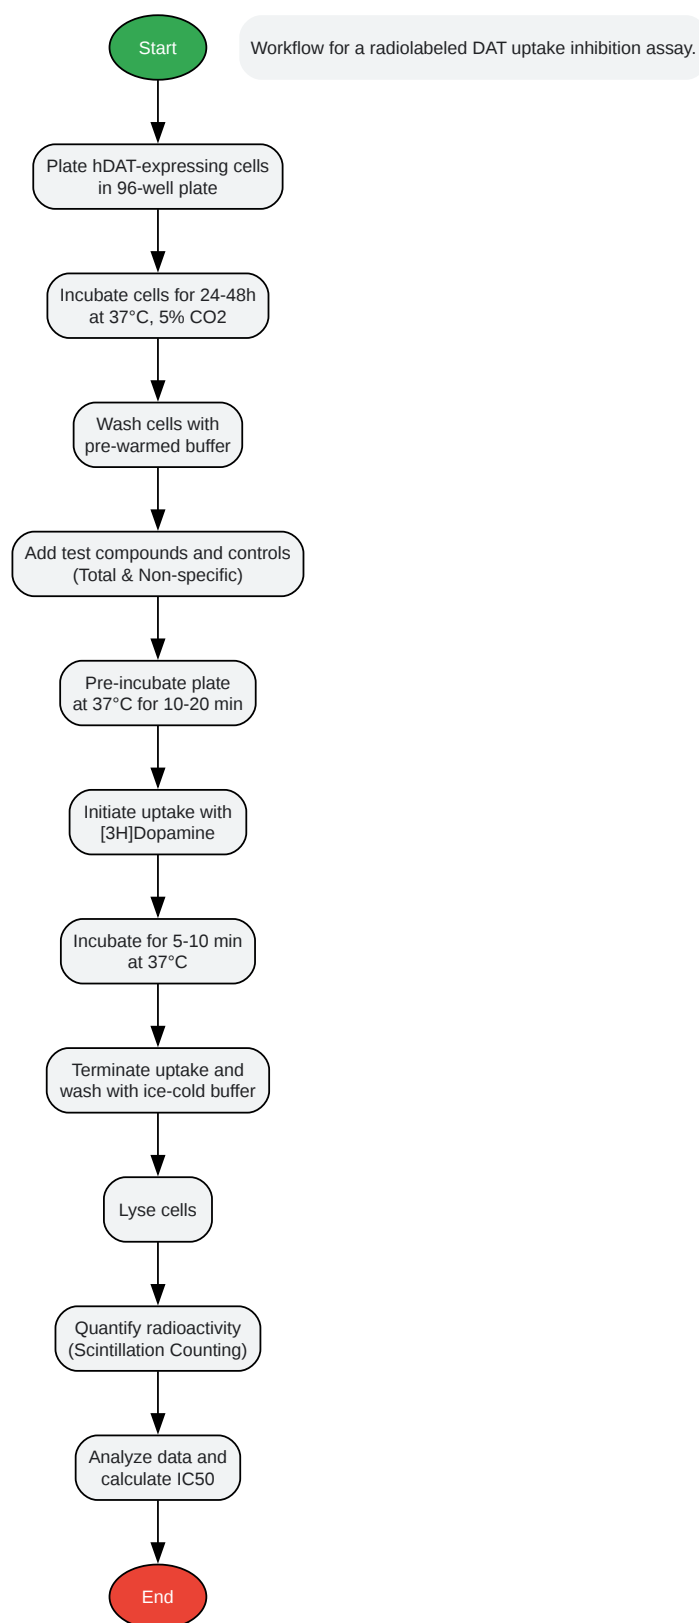 Start
Workflow for a radiolabeled DAT uptake inhibition assay.
Plate hDAT-expressing cells
in 96-well plate
Incubate cells for 24-48h
at 37°C, 5% CO2
Wash cells with
pre-warmed buffer
Add test compounds and controls
(Total & Non-specific)
Pre-incubate plate
at 37°C for 10-20 min
Initiate uptake with
[3H]Dopamine
Incubate for 5-10 min
at 37°C
Terminate uptake and
wash with ice-cold buffer
Lyse cells
Quantify radioactivity
(Scintillation Counting)
Analyze data and
calculate IC50
End